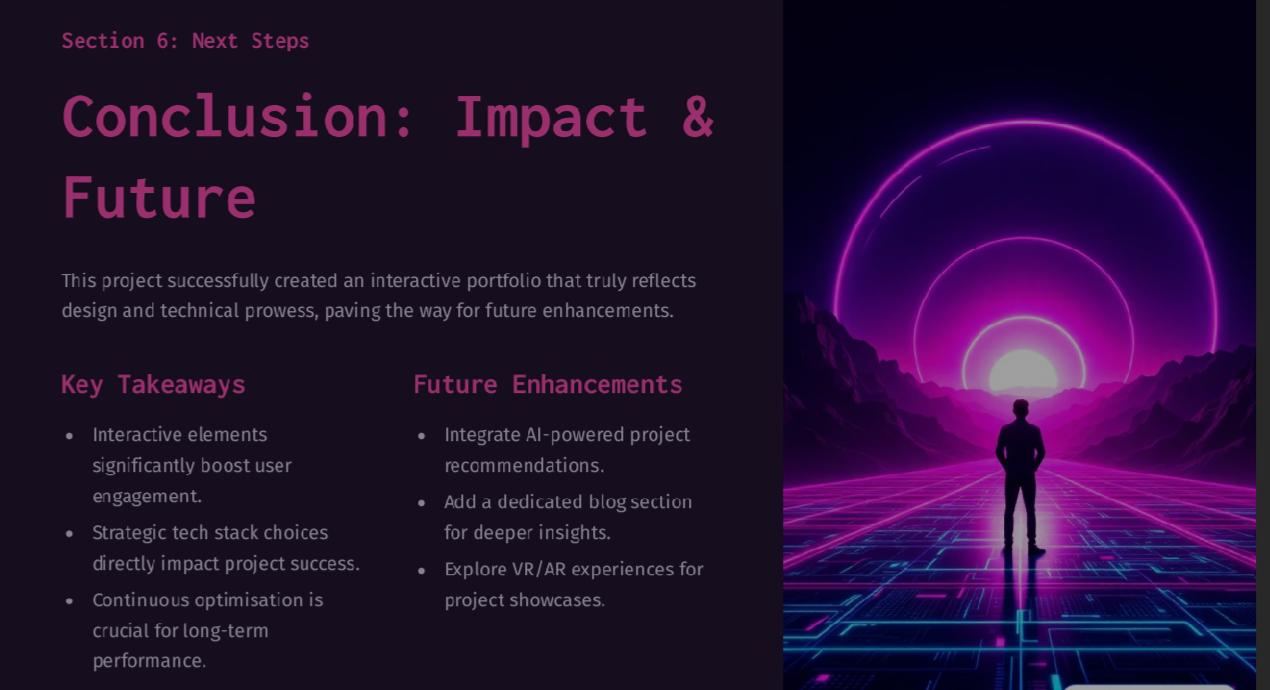 Section 6: Next Steps
Conclusion: Impact &
Future
This project successfully created an interactive portfolio that truly reflects
design and technical prowess, paving the way for future enhancements.
Key Takeaways
• Interactive elements
significantly boost user
engagement.
• Strategic tech stack choices
directly impact project success.
• Continuous optimisation is
crucial for long-term
performance.
Future Enhancements
• Integrate AI-powered project
recommendations.
• Add a dedicated blog section
for deeper insights.
• Explore VR/AR experiences for
project showcases.